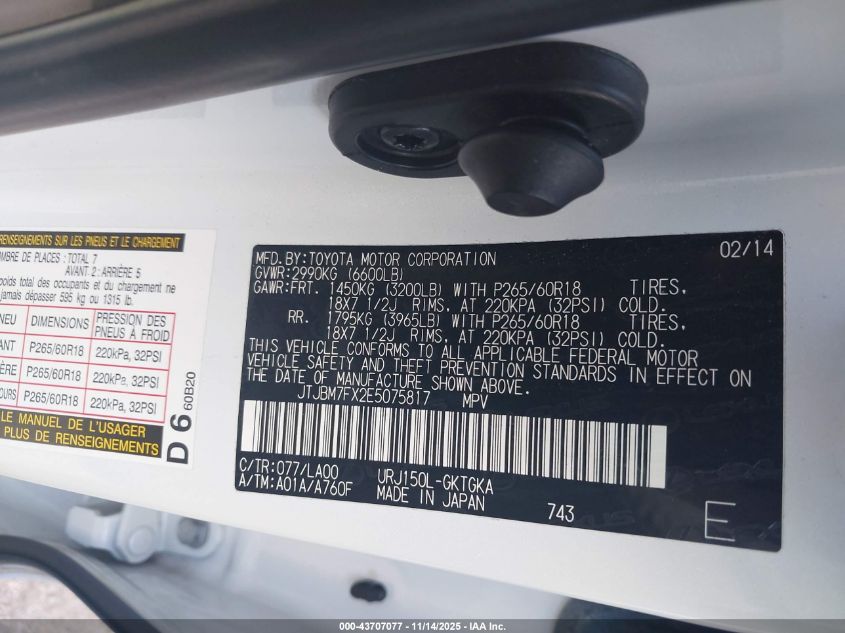 RENSEIGNEMENTS SUR LES PNEUS ET LE CHARGEMENT
OMBRE DE PLACES: TOTAL 7
AVANT 2: ARRIÈRE 5
poids total des occupants et du chargement ne
jamais dépasser 595 kg ou 1315 lb.
NEU DIMENSIONS PRESSION DES PNEUS À FROID
ANT P265/60R18 220kPa, 32PSI
ÈRE P265/60R18 220kPa, 32PSI
OURS P265/60R18 220kPa, 32PSI
LE MANUEL DE L'USAGER
PLUS DE RENSEIGNEMENTS
D 6 60B20
MFD.BY:TOYOTA MOTOR CORPORATION 02/14
GVWR:2990KG (6600LB)
GAWR:FRT. 1450KG (3200LB) WITH P265/60R18 TIRES,
18X7 1/2J RIMS, AT 220KPA (32PSI) COLD.
RR. 1795KG (3965LB) WITH P265/60R18 TIRES,
18X7 1/2J RIMS, AT 220KPA (32PSI) COLD.
THIS VEHICLE CONFORMS TO ALL APPLICABLE FEDERAL MOTOR
VEHICLE SAFETY AND THEFT PREVENTION STANDARDS IN EFFECT ON
THE DATE OF MANUFACTURE SHOWN ABOVE.
JTJBM7FX2E5075817 MPV
C/TR:077/LA00 URJ150L-GKTGKA
A/TM:A01A/A760F MADE IN JAPAN 743 E
000-43707077 - 11/14/2025 - IAA Inc.